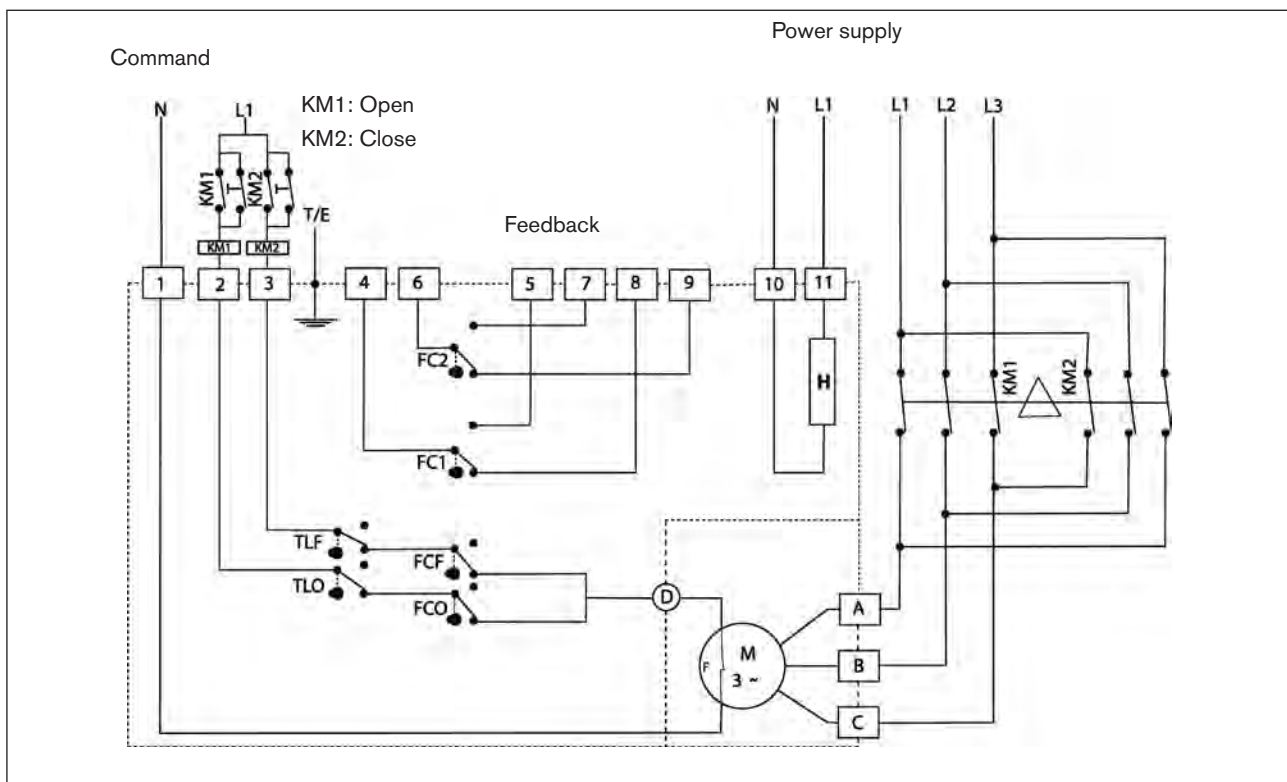 Power supply
Command
N L1 KM1: Open N L1 L1 L2 L3
KM2: Close
KM1 T KM2 T
T/E
Feedback
KM1 KM2
1 2 3 4 6 5 7 8 9 10 11
FC2
H
KM1 KM2
FC1
TLF
FCF
TLO
FCO
D
A
F M
3 ~
B
C